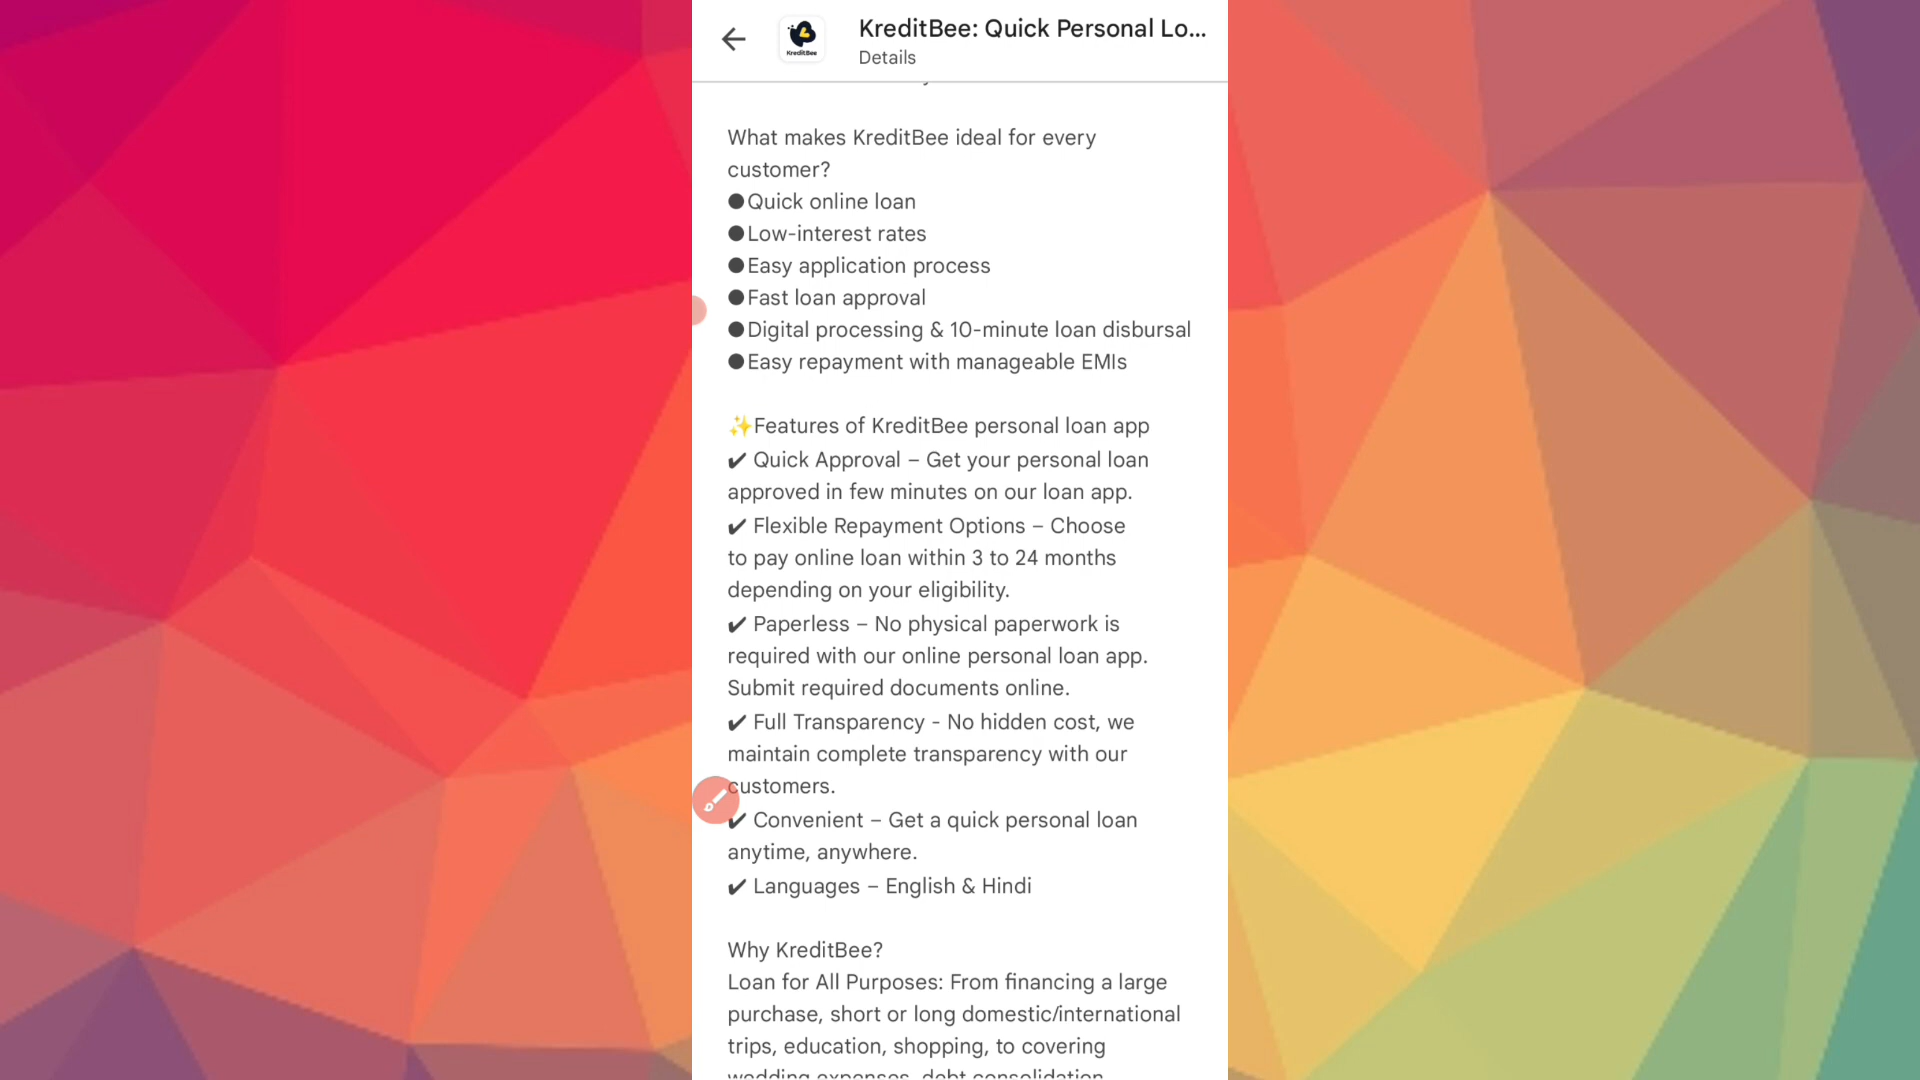 KreditBee: Quick Personal Lo...
KreditBee
Details
What makes KreditBee ideal for every
customer?
●Quick online loan
●Low-interest rates
●Easy application process
●Fast loan approval
●Digital processing & 10-minute loan disbursal
●Easy repayment with manageable EMIs
✨Features of KreditBee personal loan app
✔ Quick Approval – Get your personal loan
approved in few minutes on our loan app.
✔ Flexible Repayment Options – Choose
to pay online loan within 3 to 24 months
depending on your eligibility.
✔ Paperless – No physical paperwork is
required with our online personal loan app.
Submit required documents online.
✔ Full Transparency - No hidden cost, we
maintain complete transparency with our
customers.
✔ Convenient – Get a quick personal loan
anytime, anywhere.
✔ Languages – English & Hindi
Why KreditBee?
Loan for All Purposes: From financing a large
purchase, short or long domestic/international
trips, education, shopping, to covering
wedding expenses, debt consolidation